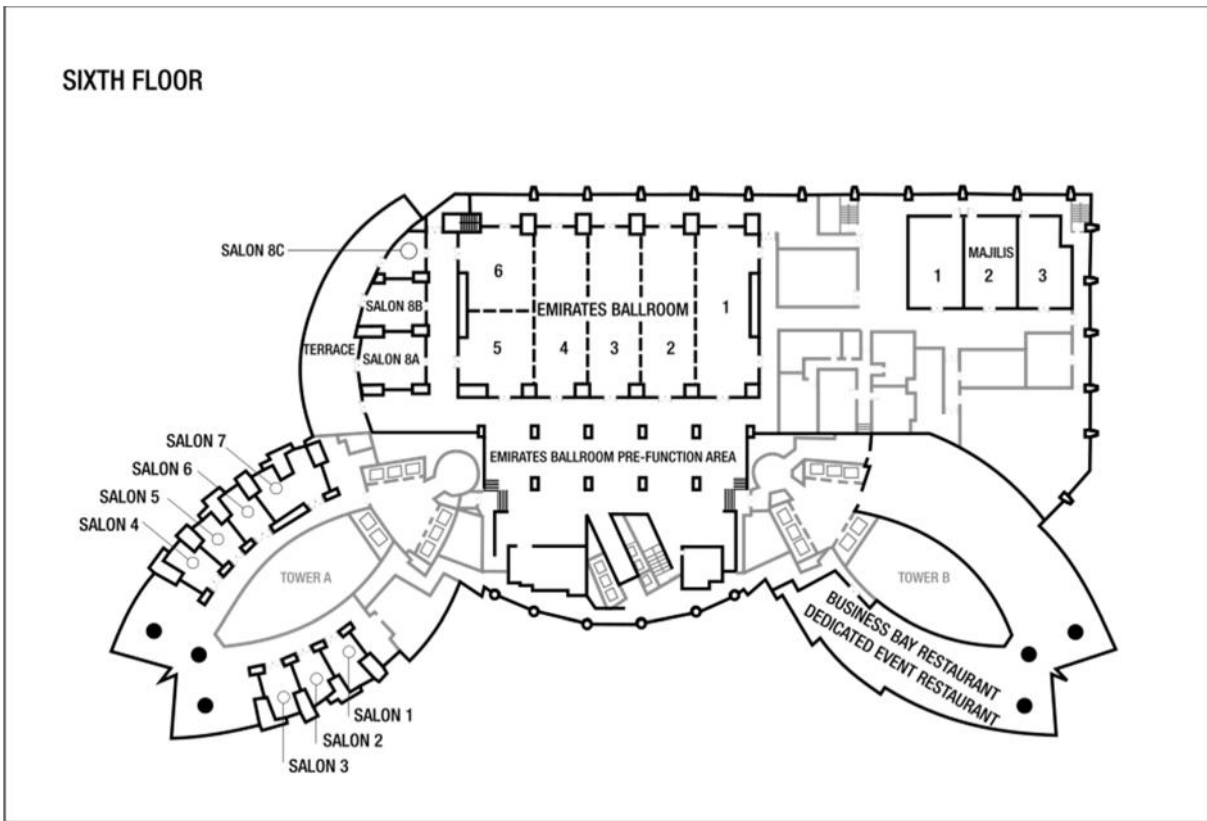 SIXTH FLOOR
SALON 8C
SALON 8B
TERRACE
SALON 8A
6
EMIRATES BALLROOM
1
5
4
3
2
MAJILIS
1
2
3
EMIRATES BALLROOM PRE-FUNCTION AREA
SALON 7
SALON 6
SALON 5
SALON 4
TOWER A
TOWER B
BUSINESS BAY RESTAURANT
DEDICATED EVENT RESTAURANT
SALON 1
SALON 2
SALON 3